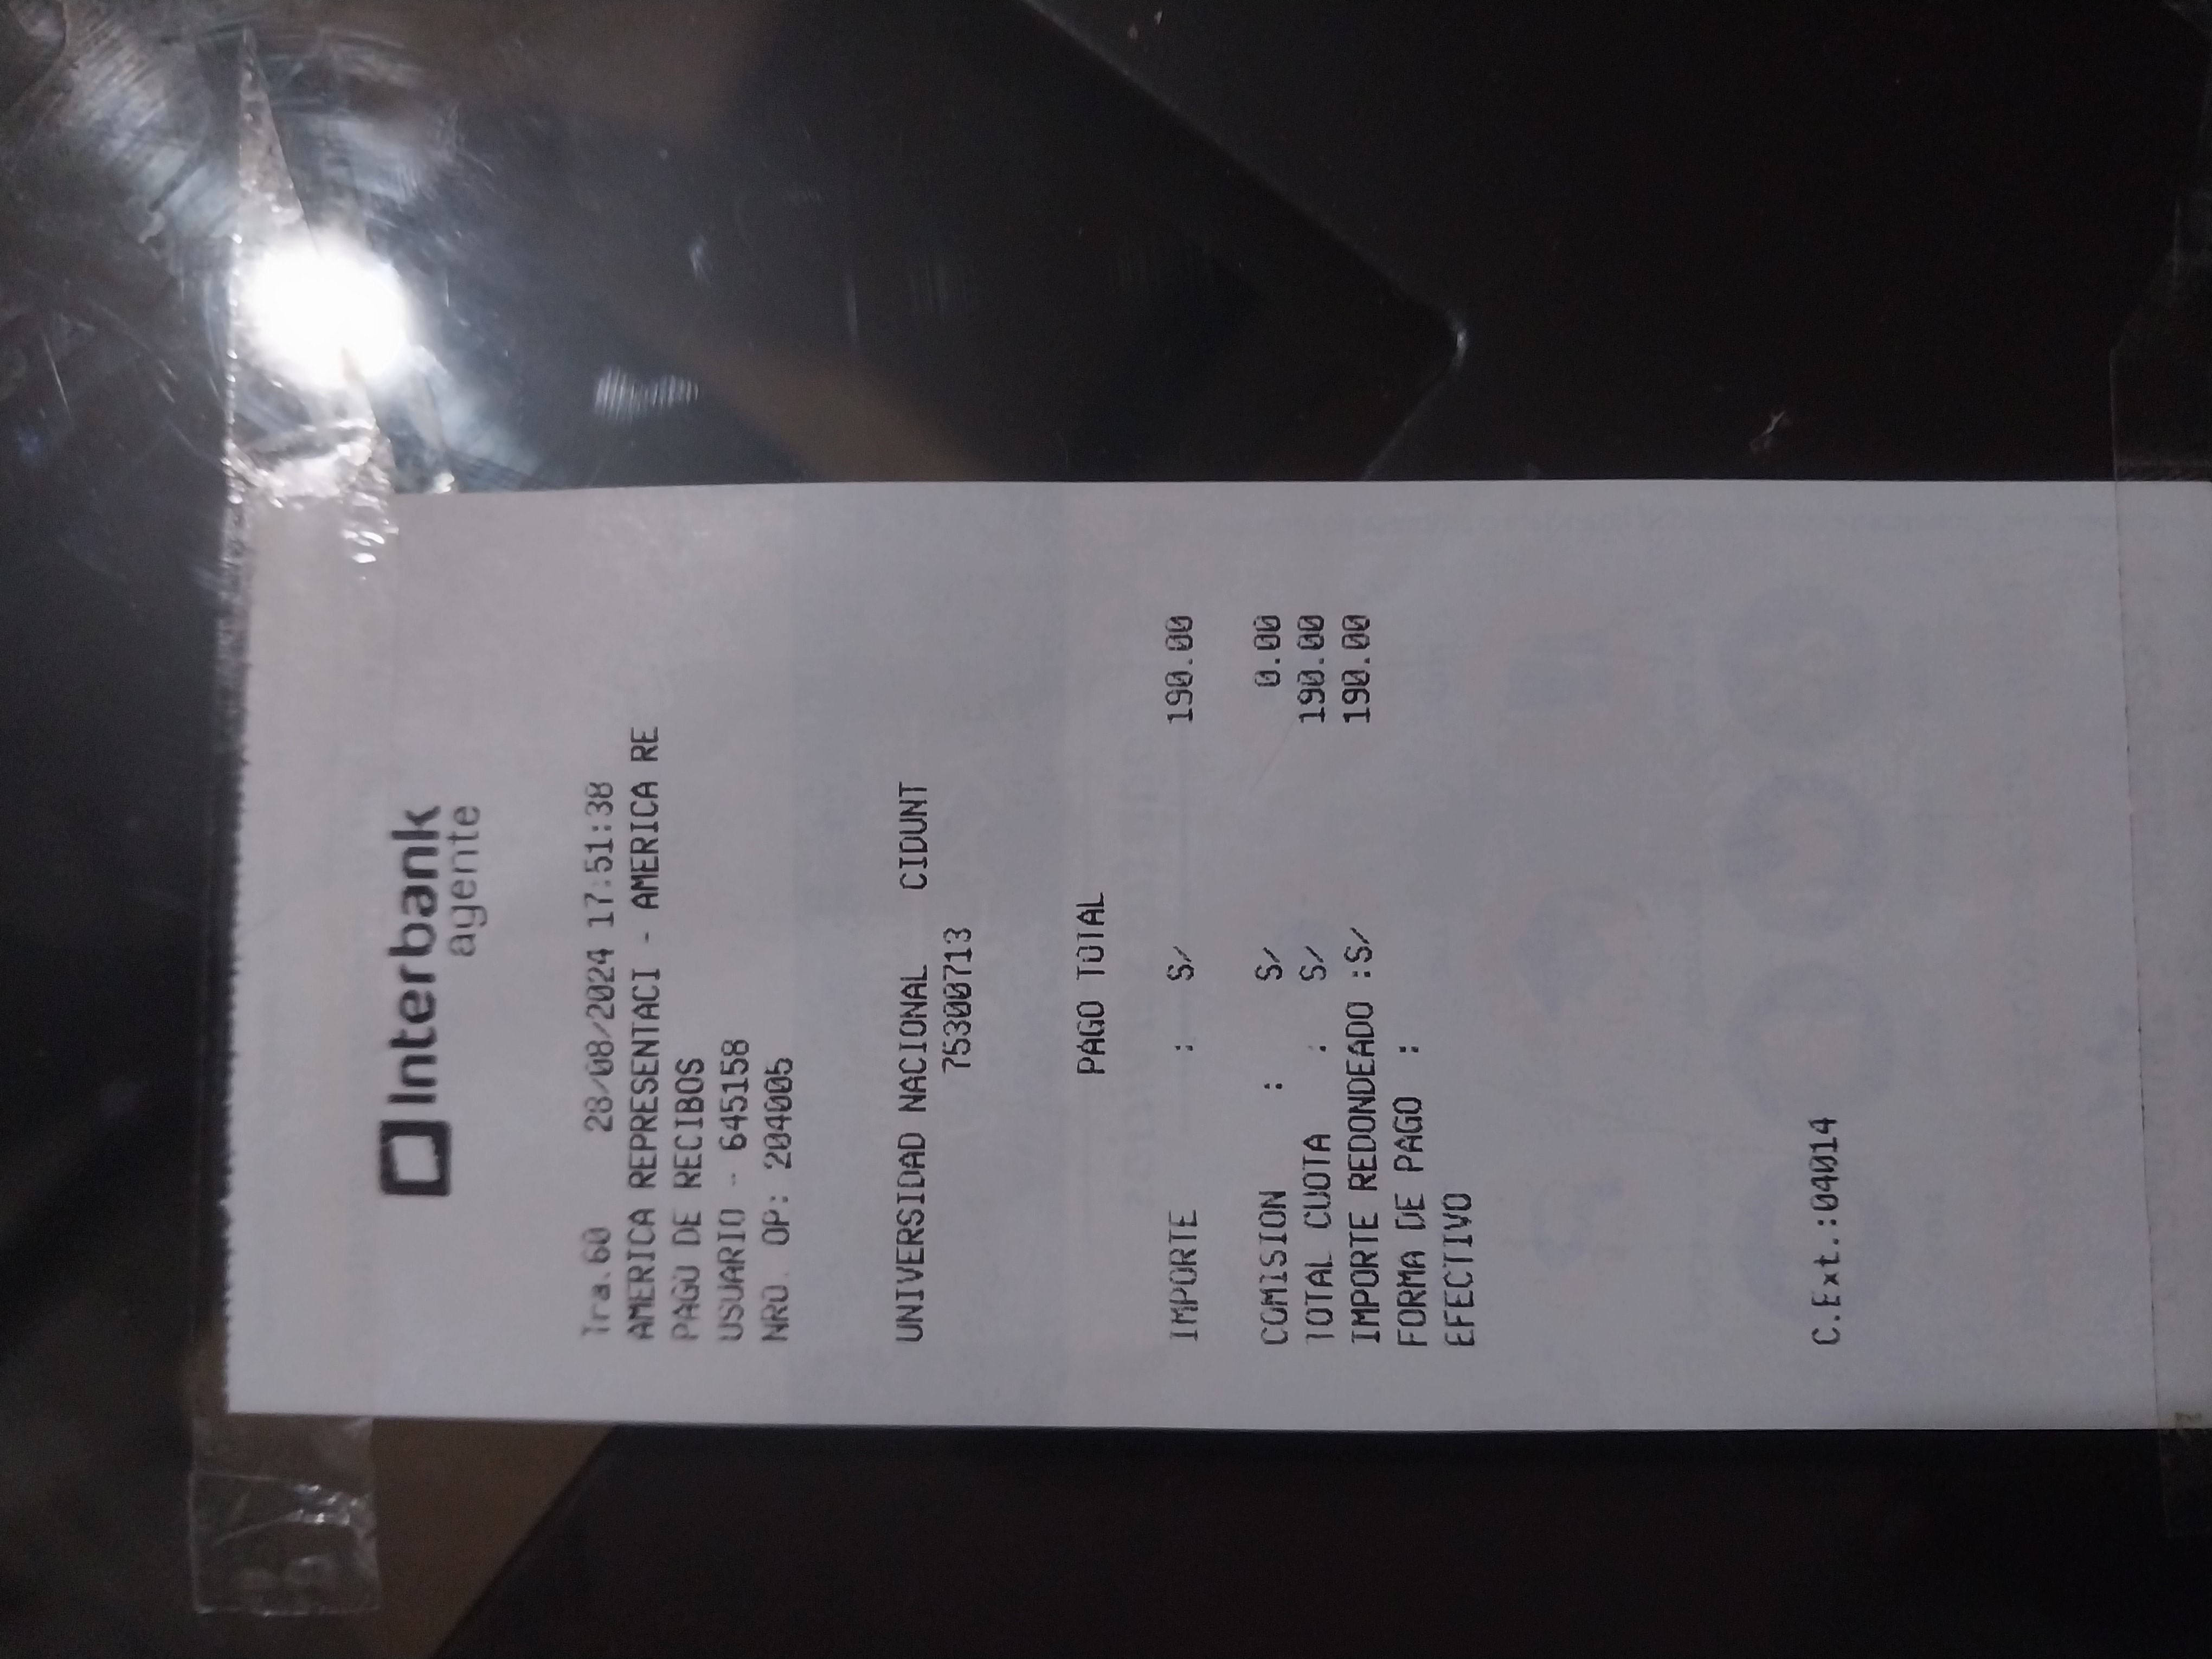 Interbank
agente
Tra.60 28/08/2024 17:51:38
AMERICA REPRESENTACI - AMERICA RE
PAGO DE RECIBOS
USUARIO - 645158
NRO. OP: 204005
UNIVERSIDAD NACIONAL CIDUNT
75300713
PAGO TOTAL
IMPORTE : S/ 190.00
COMISION : S/ 0.00
TOTAL CUOTA : S/ 190.00
IMPORTE REDONDEADO :S/ 190.00
FORMA DE PAGO :
EFECTIVO
C.Ext.:04014